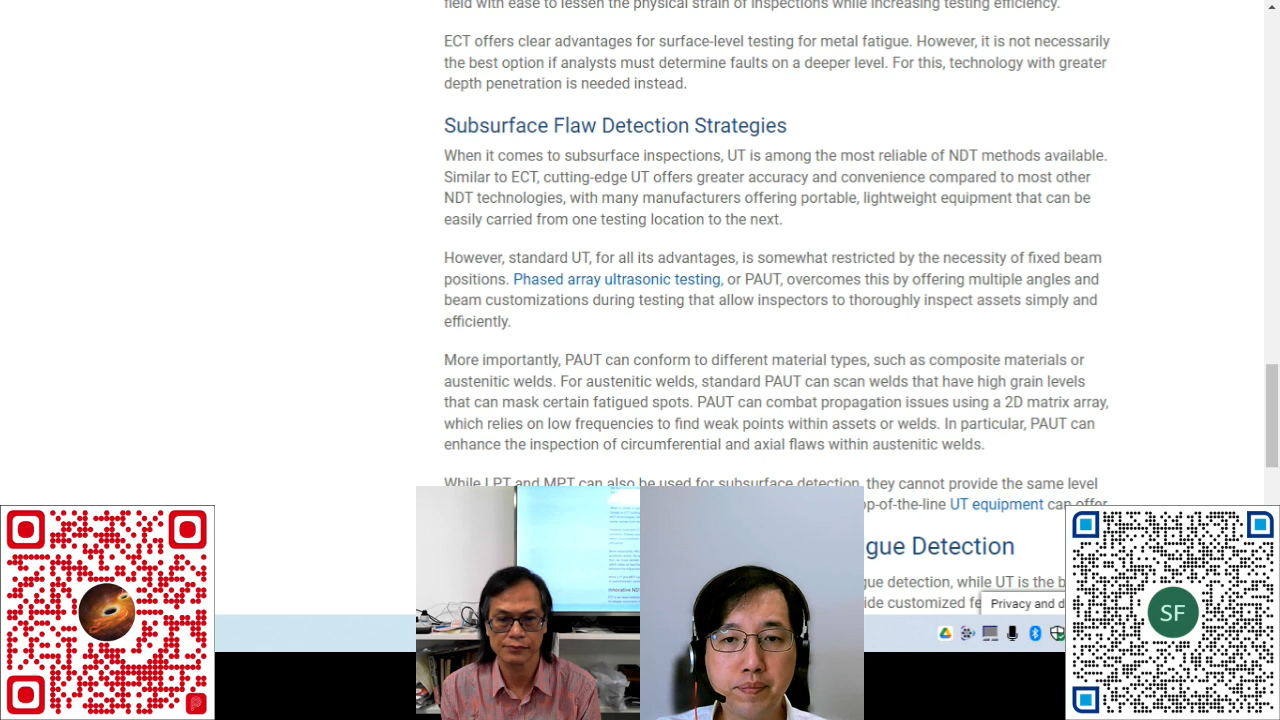 field with ease to lessen the physical strain of inspections while increasing testing efficiency.
ECT offers clear advantages for surface-level testing for metal fatigue. However, it is not necessarily
the best option if analysts must determine faults on a deeper level. For this, technology with greater
depth penetration is needed instead.
Subsurface Flaw Detection Strategies
When it comes to subsurface inspections, UT is among the most reliable of NDT methods available.
Similar to ECT, cutting-edge UT offers greater accuracy and convenience compared to most other
NDT technologies, with many manufacturers offering portable, lightweight equipment that can be
easily carried from one testing location to the next.
However, standard UT, for all its advantages, is somewhat restricted by the necessity of fixed beam
positions. Phased array ultrasonic testing, or PAUT, overcomes this by offering multiple angles and
beam customizations during testing that allow inspectors to thoroughly inspect assets simply and
efficiently.
More importantly, PAUT can conform to different material types, such as composite materials or
austenitic welds. For austenitic welds, standard PAUT can scan welds that have high grain levels
that can mask certain fatigued spots. PAUT can combat propagation issues using a 2D matrix array,
which relies on low frequencies to find weak points within assets or welds. In particular, PAUT can
enhance the inspection of circumferential and axial flaws within austenitic welds.
While LPT and MPT can also be used for subsurface detection, they cannot provide the same level
op-of-the-line UT equipment can offer
gue Detection
gue detection, while UT is the b
ide customized fe
Privacy and d
SF